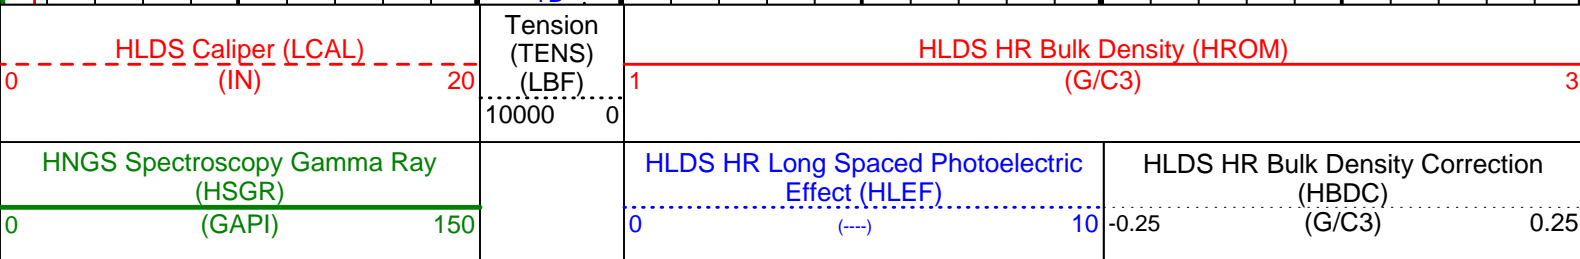 HLDS Caliper (LCAL)
(IN)
0 20
Tension
(TENS)
(LBF)
10000 0
HLDS HR Bulk Density (HROM)
(G/C3)
1 3
HNGS Spectroscopy Gamma Ray
(HSGR)
(GAPI)
0 150
HLDS HR Long Spaced Photoelectric
Effect (HLEF)
0 (----) 10
HLDS HR Bulk Density Correction
(HBDC)
-0.25 (G/C3) 0.25